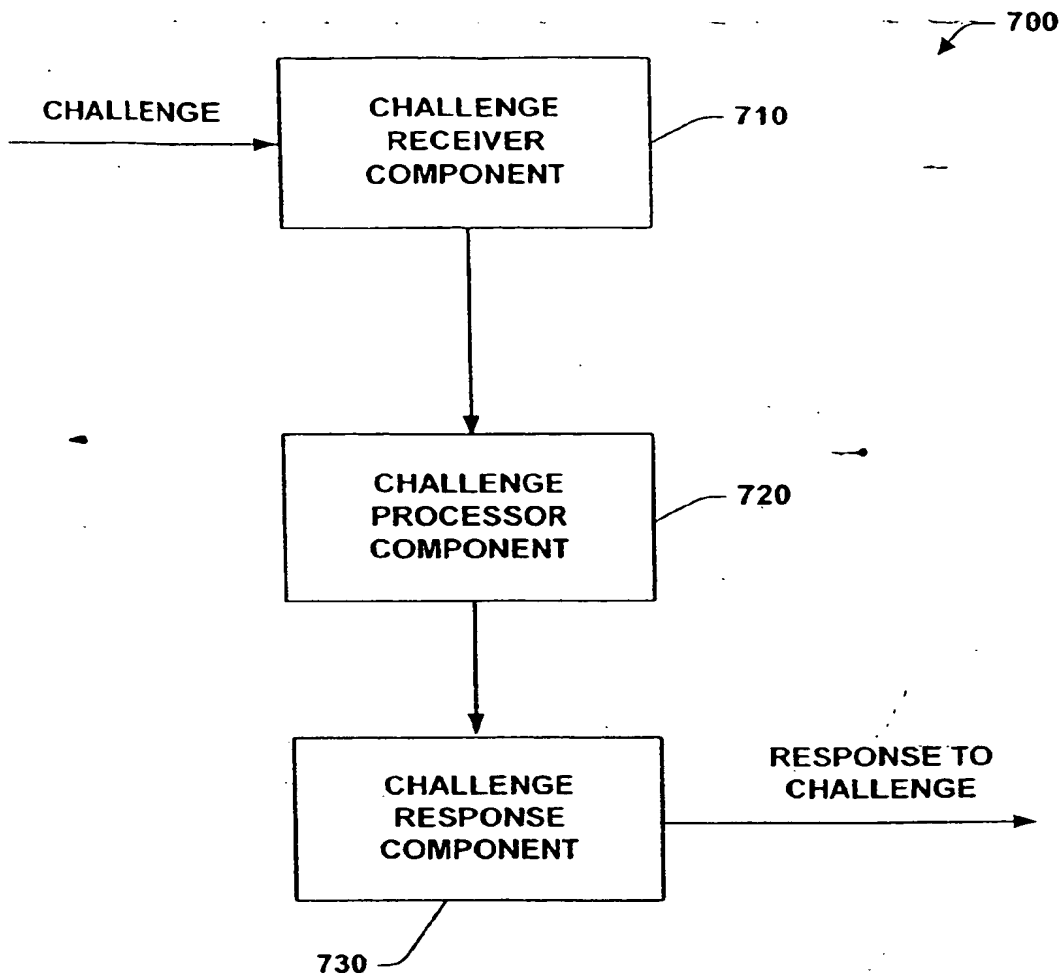 700
CHALLENGE
CHALLENGE
RECEIVER
COMPONENT
710
CHALLENGE
PROCESSOR
COMPONENT
720
CHALLENGE
RESPONSE
COMPONENT
RESPONSE TO
CHALLENGE
730